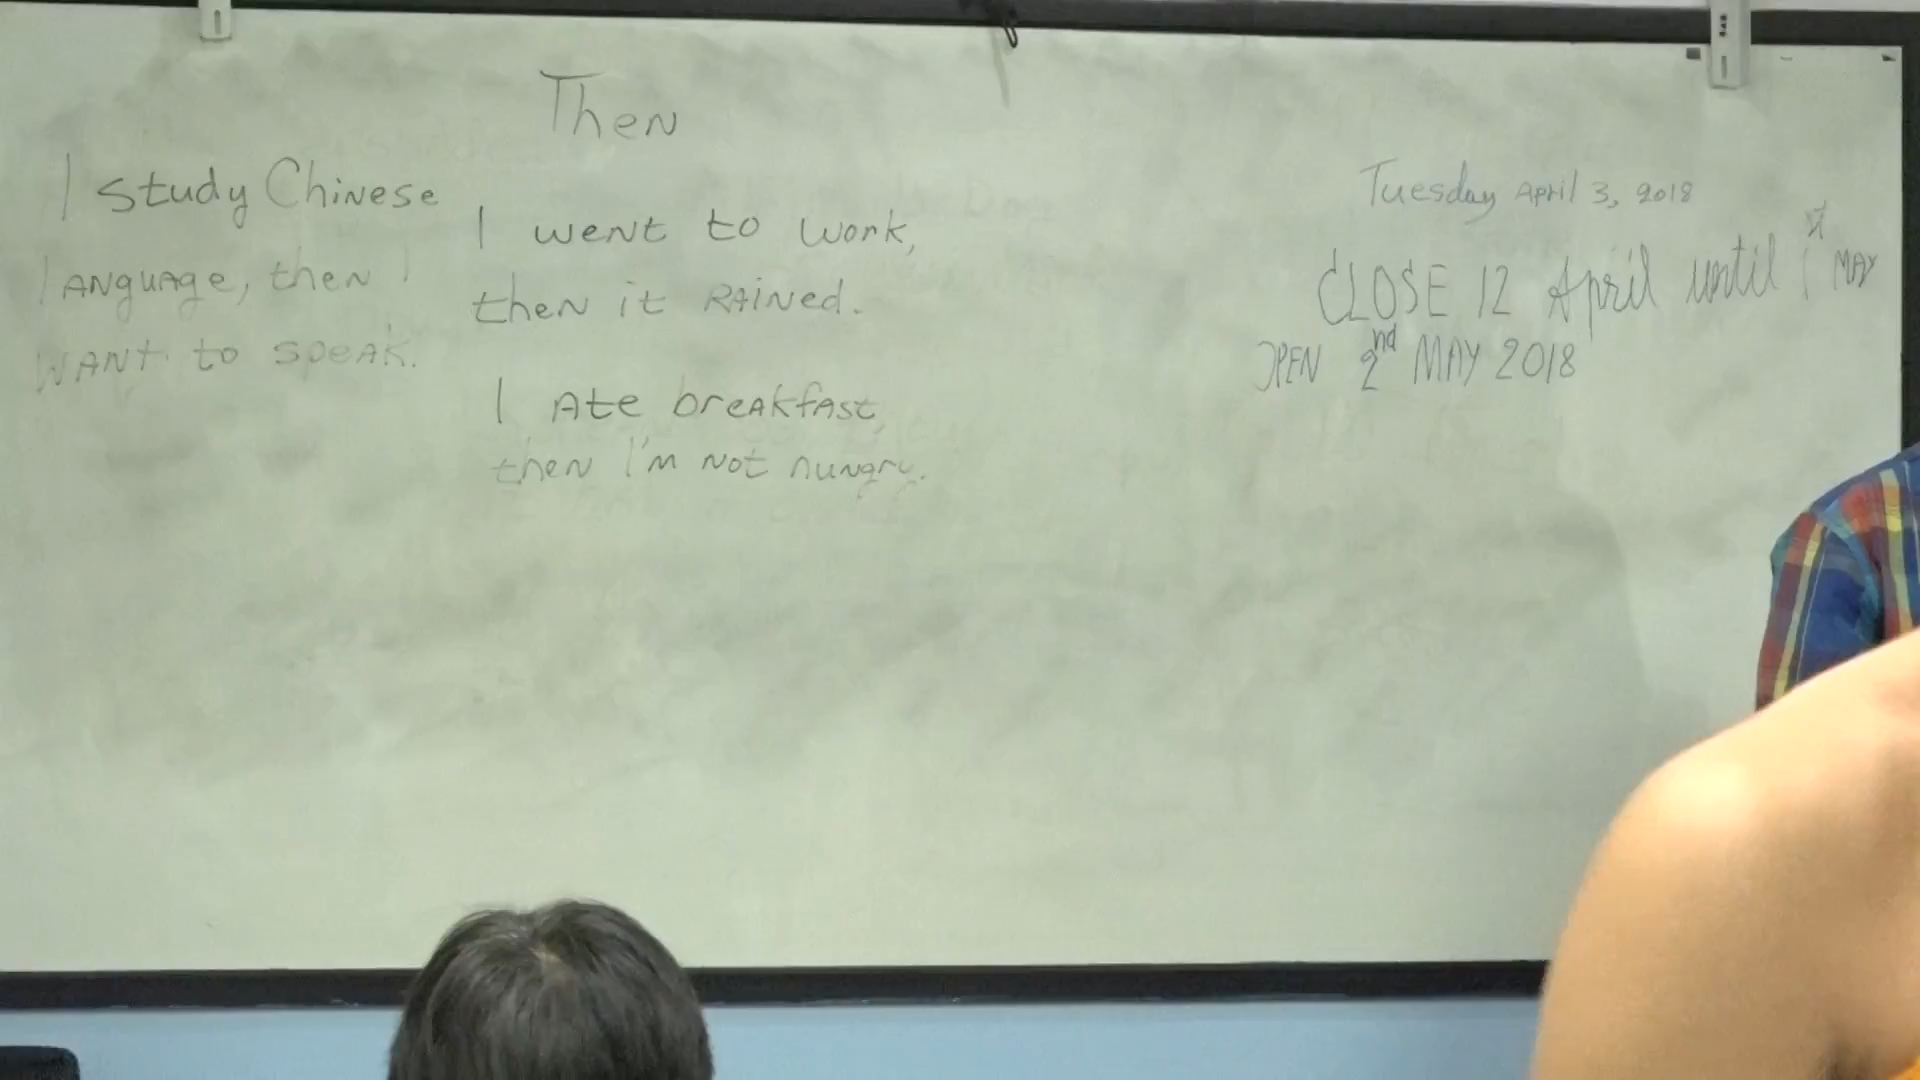 Then
I study Chinese
language, then I
want to speak.
I went to work,
then it rained.
I ate breakfast,
then I'm not hungry.
Tuesday April 3, 2018
CLOSE 12 April until 1st MAY
OPEN 2nd MAY 2018